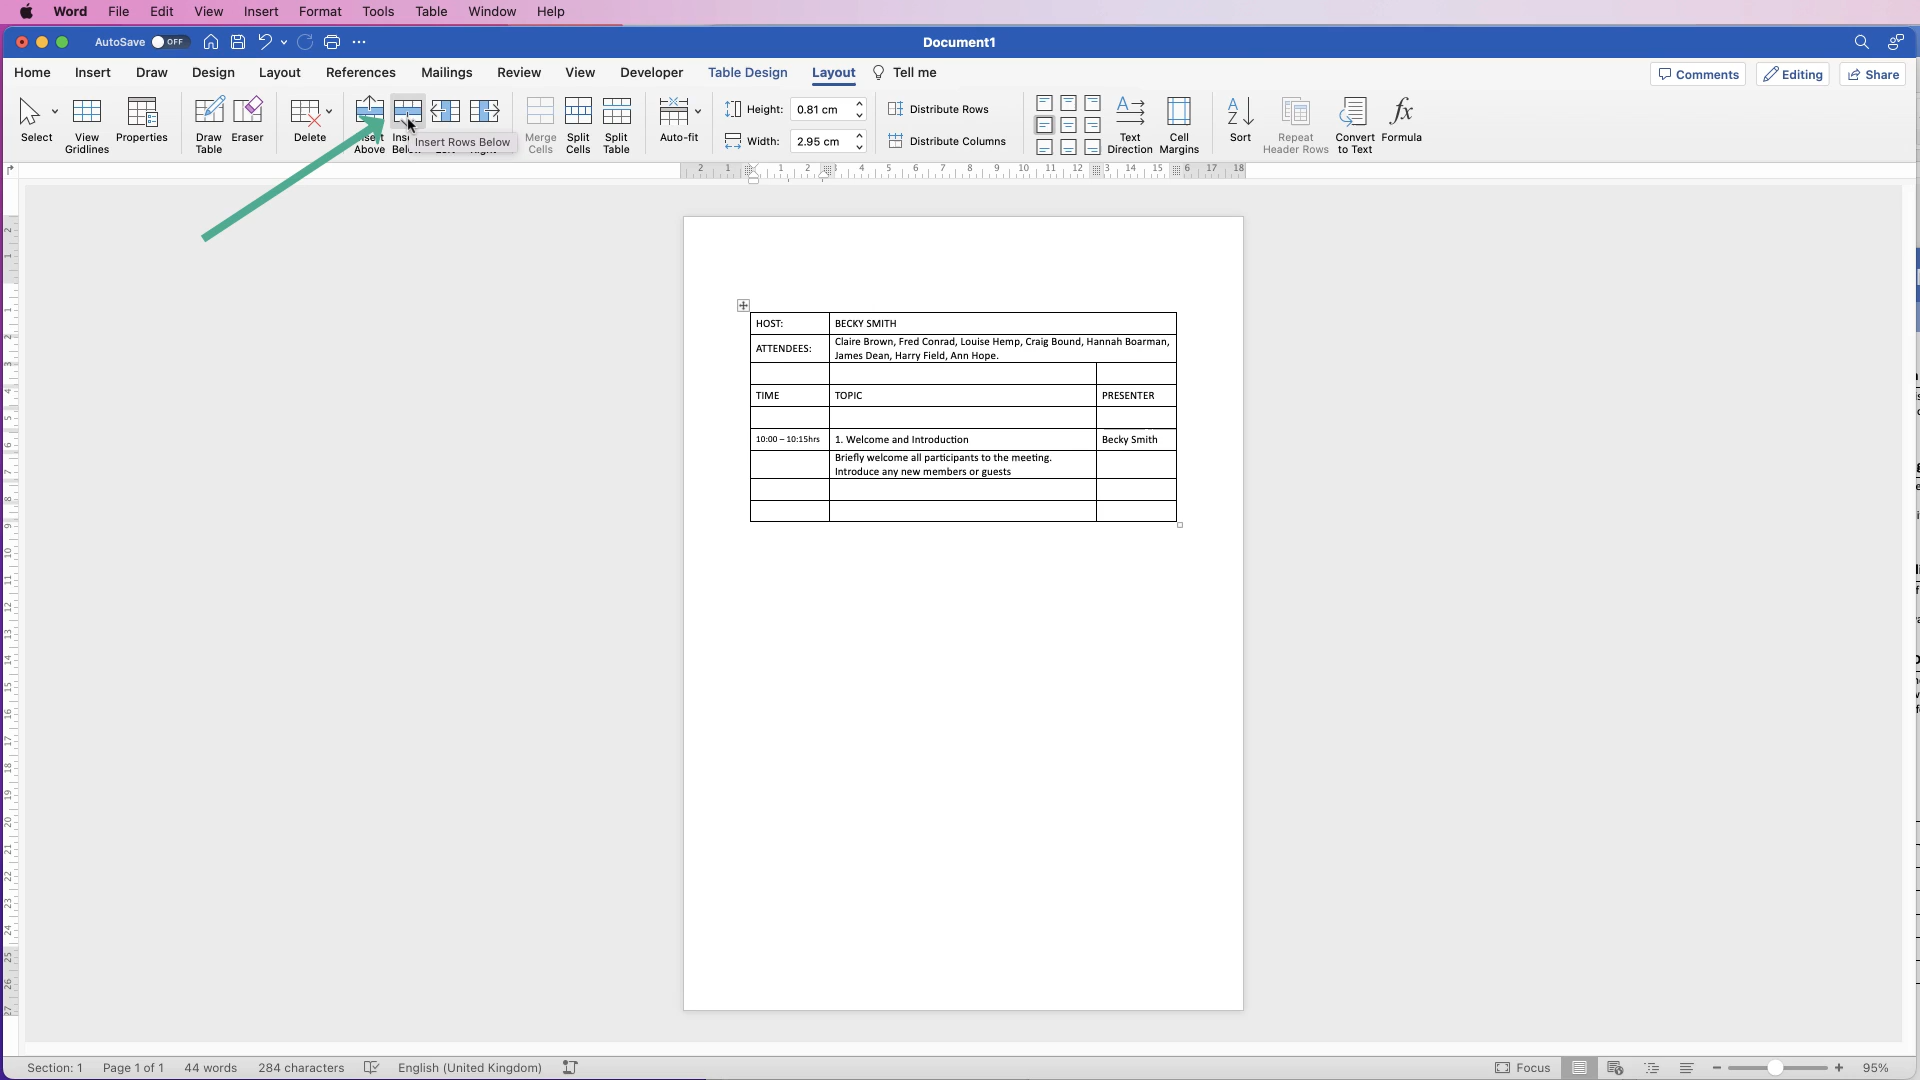 Word File Edit View Insert Format Tools Table Window Help
AutoSave OFF
Document1
Home Insert Draw Design Layout References Mailings Review View Developer Table Design Layout Tell me
Comments Editing Share
Select
View Gridlines
Properties
Draw Table
Eraser
Delete
Above
Insert Rows Below
Merge Cells
Split Cells
Split Table
Auto-fit
Height: 0.81 cm
Width: 2.95 cm
Distribute Rows
Distribute Columns
Text Direction
Cell Margins
Sort
Repeat Header Rows
Convert to Text
Formula
HOST: BECKY SMITH
ATTENDEES: Claire Brown, Fred Conrad, Louise Hemp, Craig Bound, Hannah Boarman,
James Dean, Harry Field, Ann Hope.
TIME TOPIC PRESENTER
10:00 – 10:15hrs 1. Welcome and Introduction Becky Smith
Briefly welcome all participants to the meeting.
Introduce any new members or guests
Section: 1 Page 1 of 1 44 words 284 characters English (United Kingdom) Focus 95%